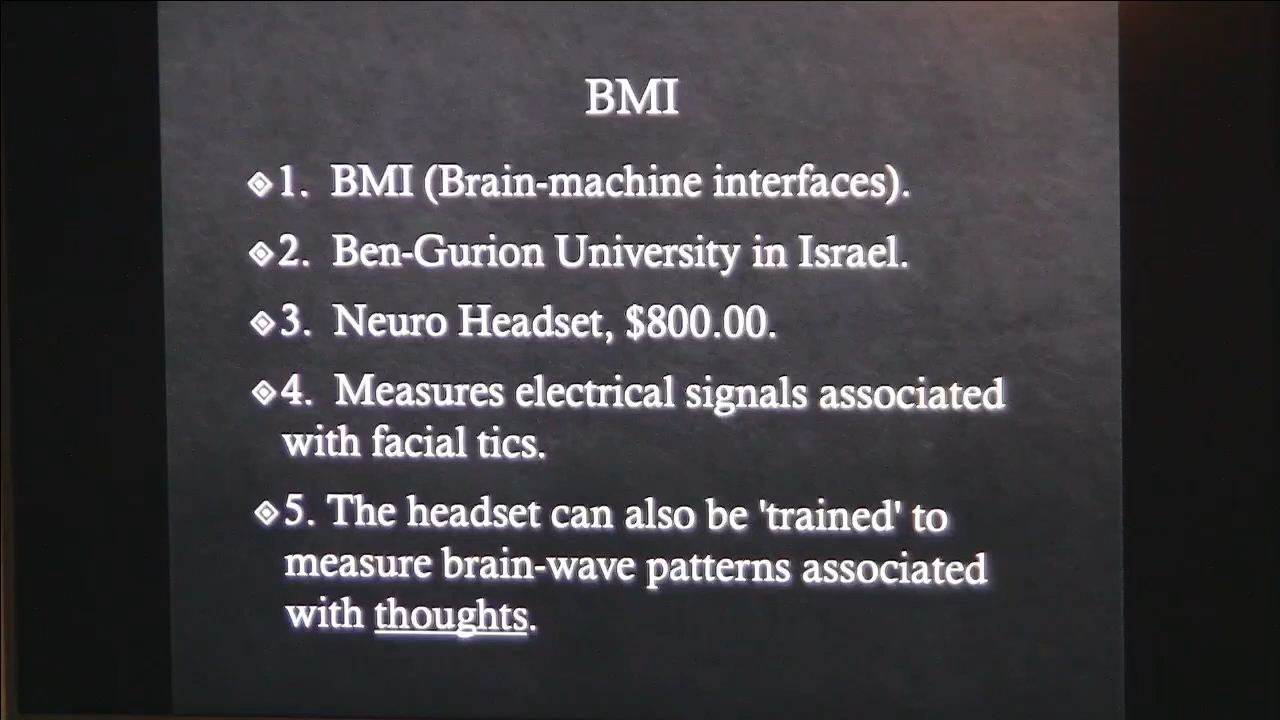 BMI
1. BMI (Brain-machine interfaces).
2. Ben-Gurion University in Israel.
3. Neuro Headset, $800.00.
4. Measures electrical signals associated
with facial tics.
5. The headset can also be 'trained' to
measure brain-wave patterns associated
with thoughts.